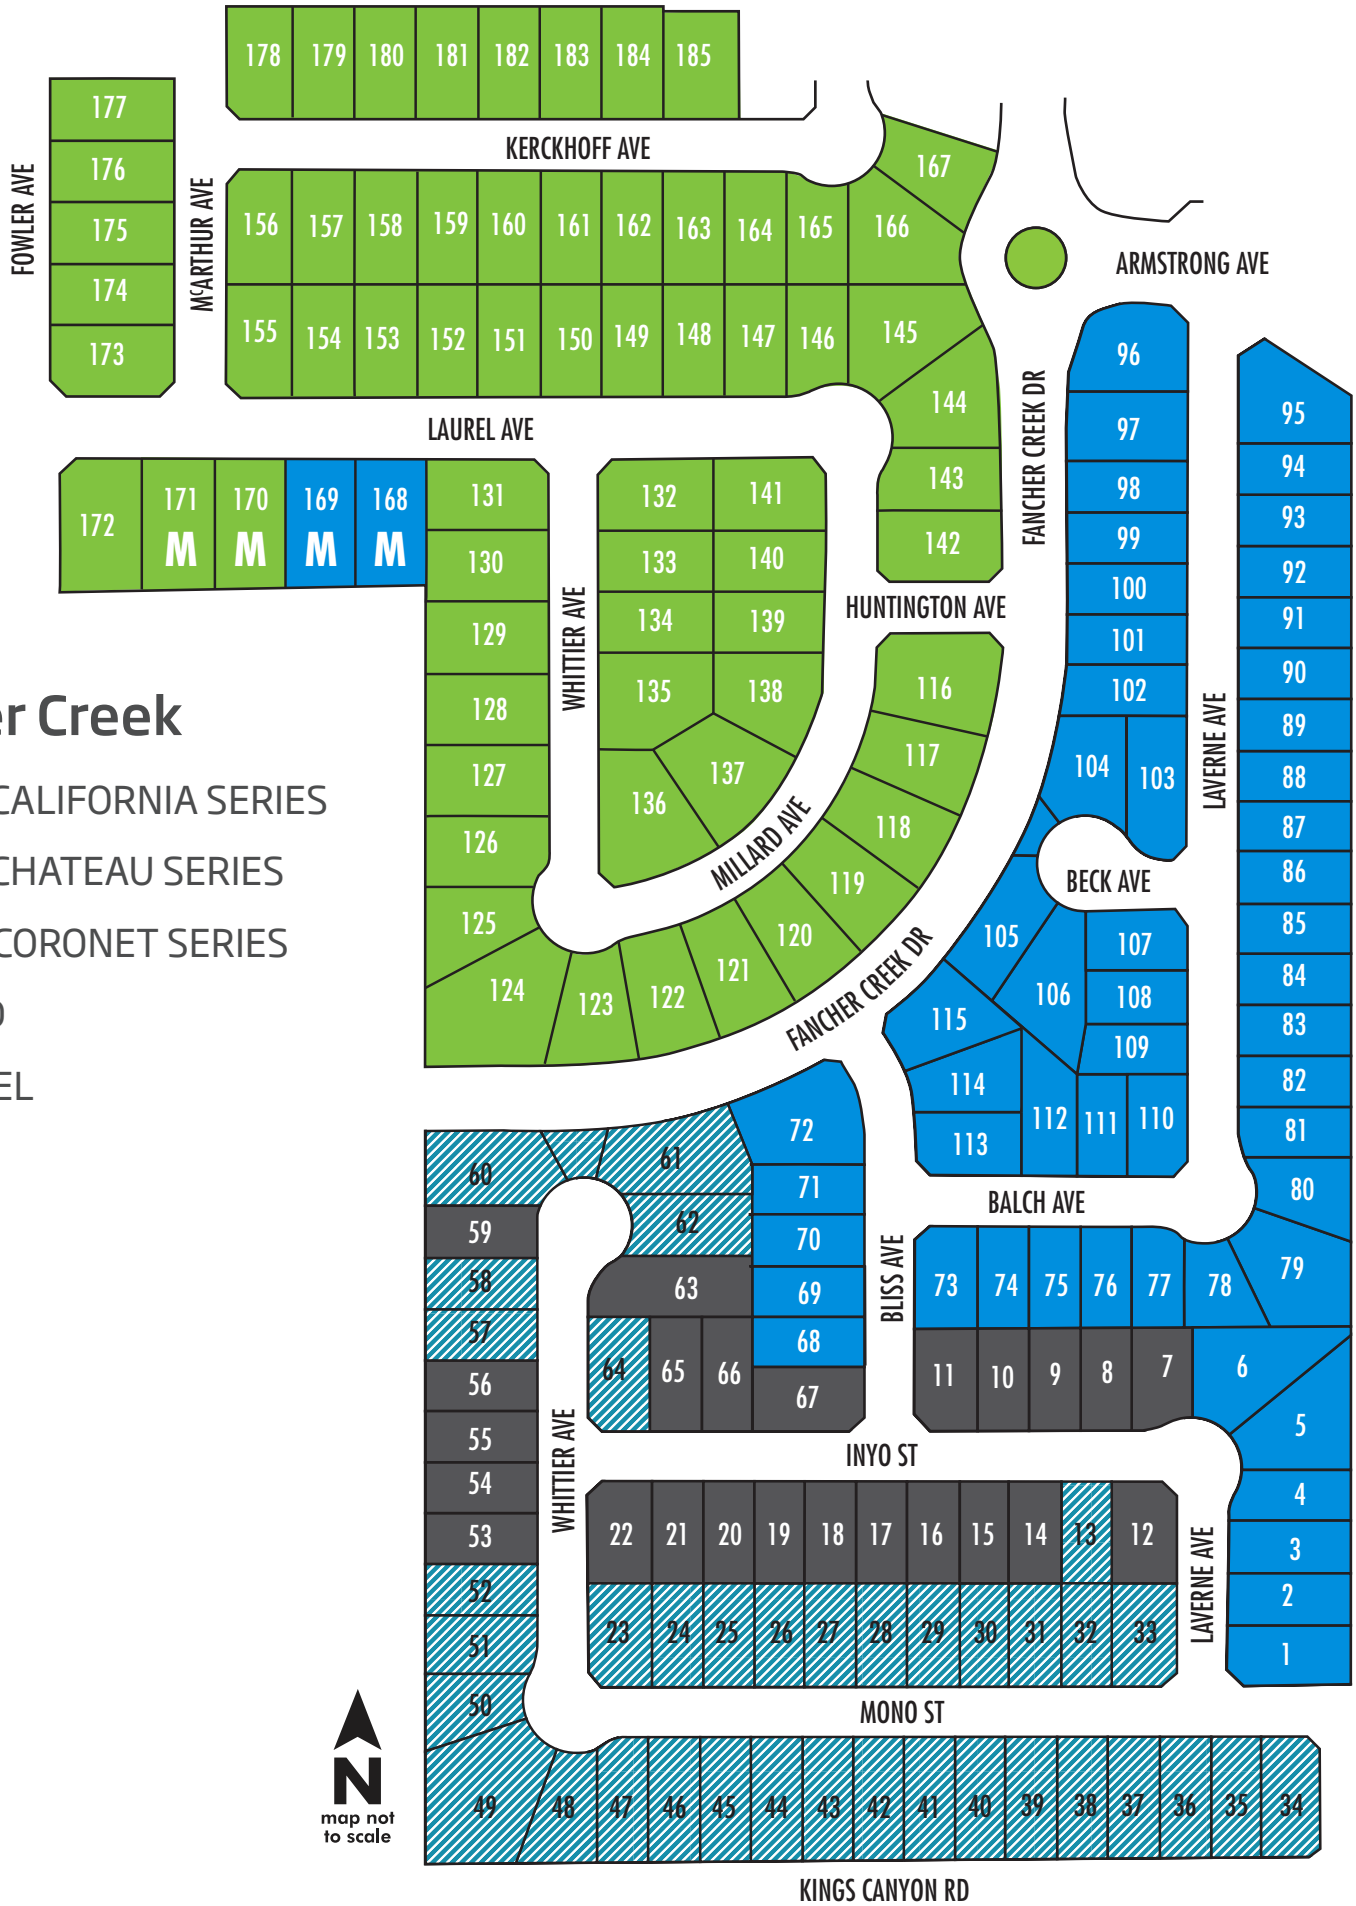 178 179 180 181 182 183 184 185
177
176
175
174
173
FOWLER AVE
McARTHUR AVE
KERCKHOFF AVE
167
156 157 158 159 160 161 162 163 164 165 166
155 154 153 152 151 150 149 148 147 146 145
144
143
142
ARMSTRONG AVE
LAUREL AVE
FANCHER CREEK DR
172 171 170 169 168
M M M M
131
130
129
128
127
126
125
124
123
122
121
120
119
118
117
116
WHITTIER AVE
132 141
133 140
134 139
135 138
136 137
HUNTINGTON AVE
MILLARD AVE
FANCHER CREEK DR
96
97
98
99
100
101
102
104 103
BECK AVE
LAVERNE AVE
95
94
93
92
91
90
89
88
87
86
85
84
83
82
81
80
79
105
106
107
108
109
115
114
113
112 111 110
BALCH AVE
er Creek
CALIFORNIA SERIES
CHATEAU SERIES
CORONET SERIES
EL
60
59
58
57
56
55
54
53
52
51
50
49
WHITTIER AVE
61
62
63
64 65 66
72
71
70
69
68
67
BLISS AVE
73 74 75 76 77 78
11 10 9 8 7 6
5
4
3
2
1
INYO ST
22 21 20 19 18 17 16 15 14 13 12
23 24 25 26 27 28 29 30 31 32 33
LAVERNE AVE
MONO ST
48 47 46 45 44 43 42 41 40 39 38 37 36 35 34
N
map not
to scale
KINGS CANYON RD